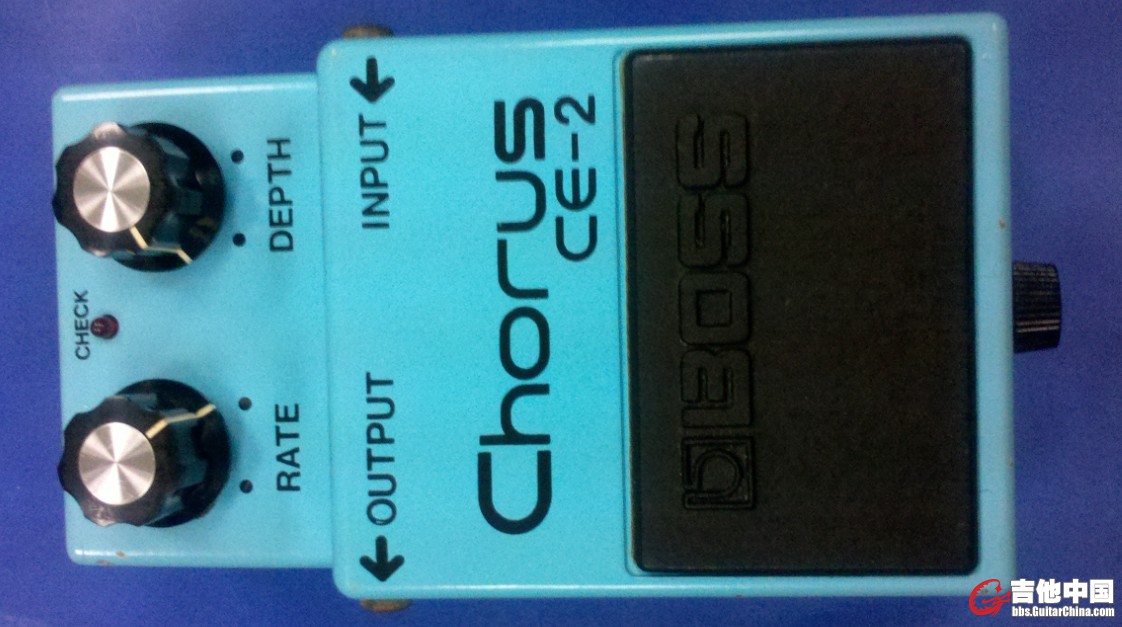 CHECK
RATE
DEPTH
← OUTPUT
INPUT ←
Chorus
CE-2
BOSS
吉他中国
bbs.GuitarChina.com